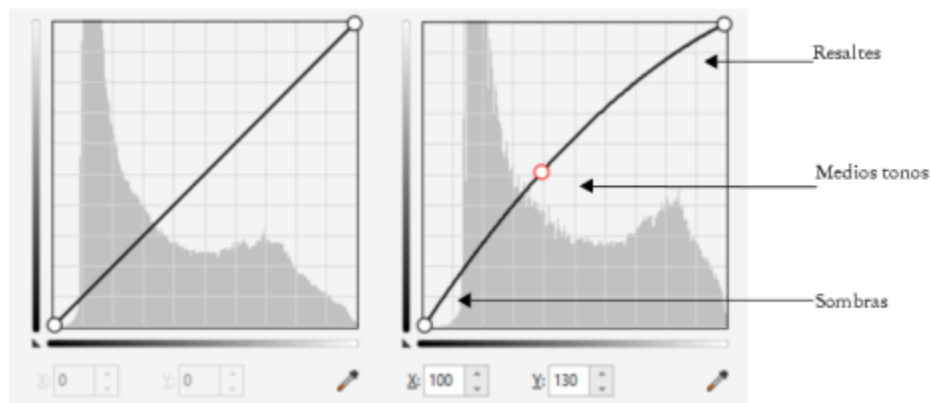 Resaltes
Medios tonos
Sombras
X: 0 Y: 0
X: 100 Y: 130